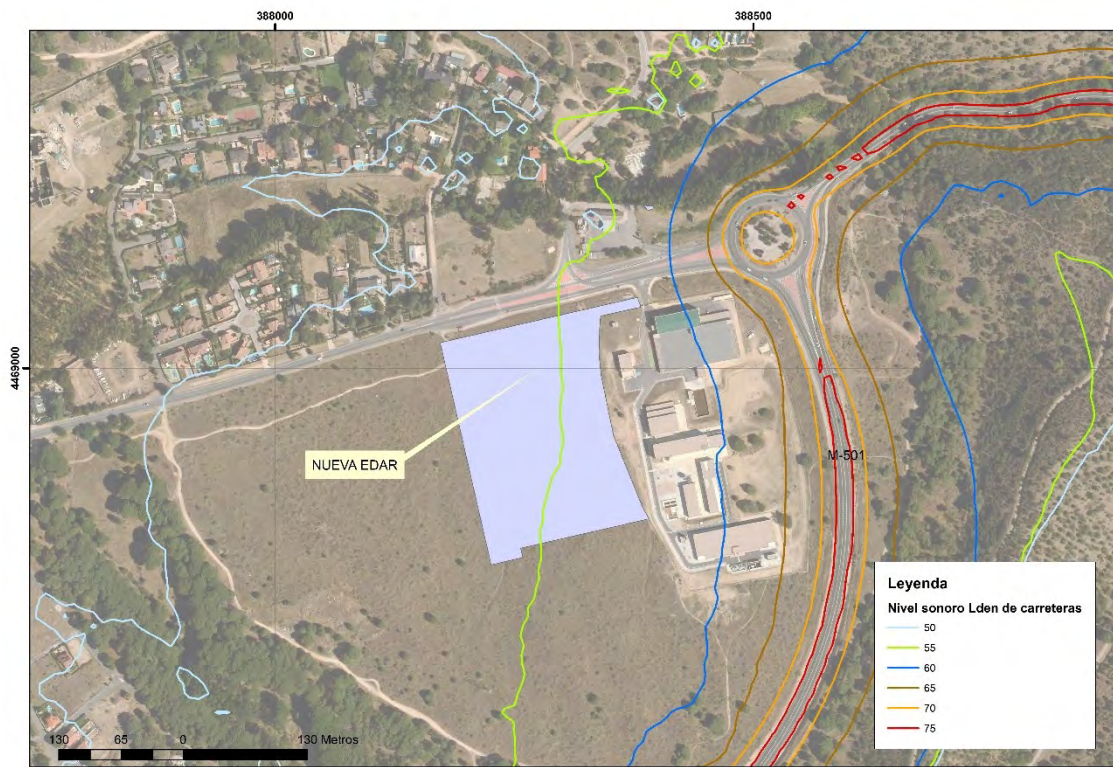 388000
388500
4469000
NUEVA EDAR
M-501
Leyenda
Nivel sonoro Lden de carreteras
50
55
60
65
70
75
130 65 0 130 Metros